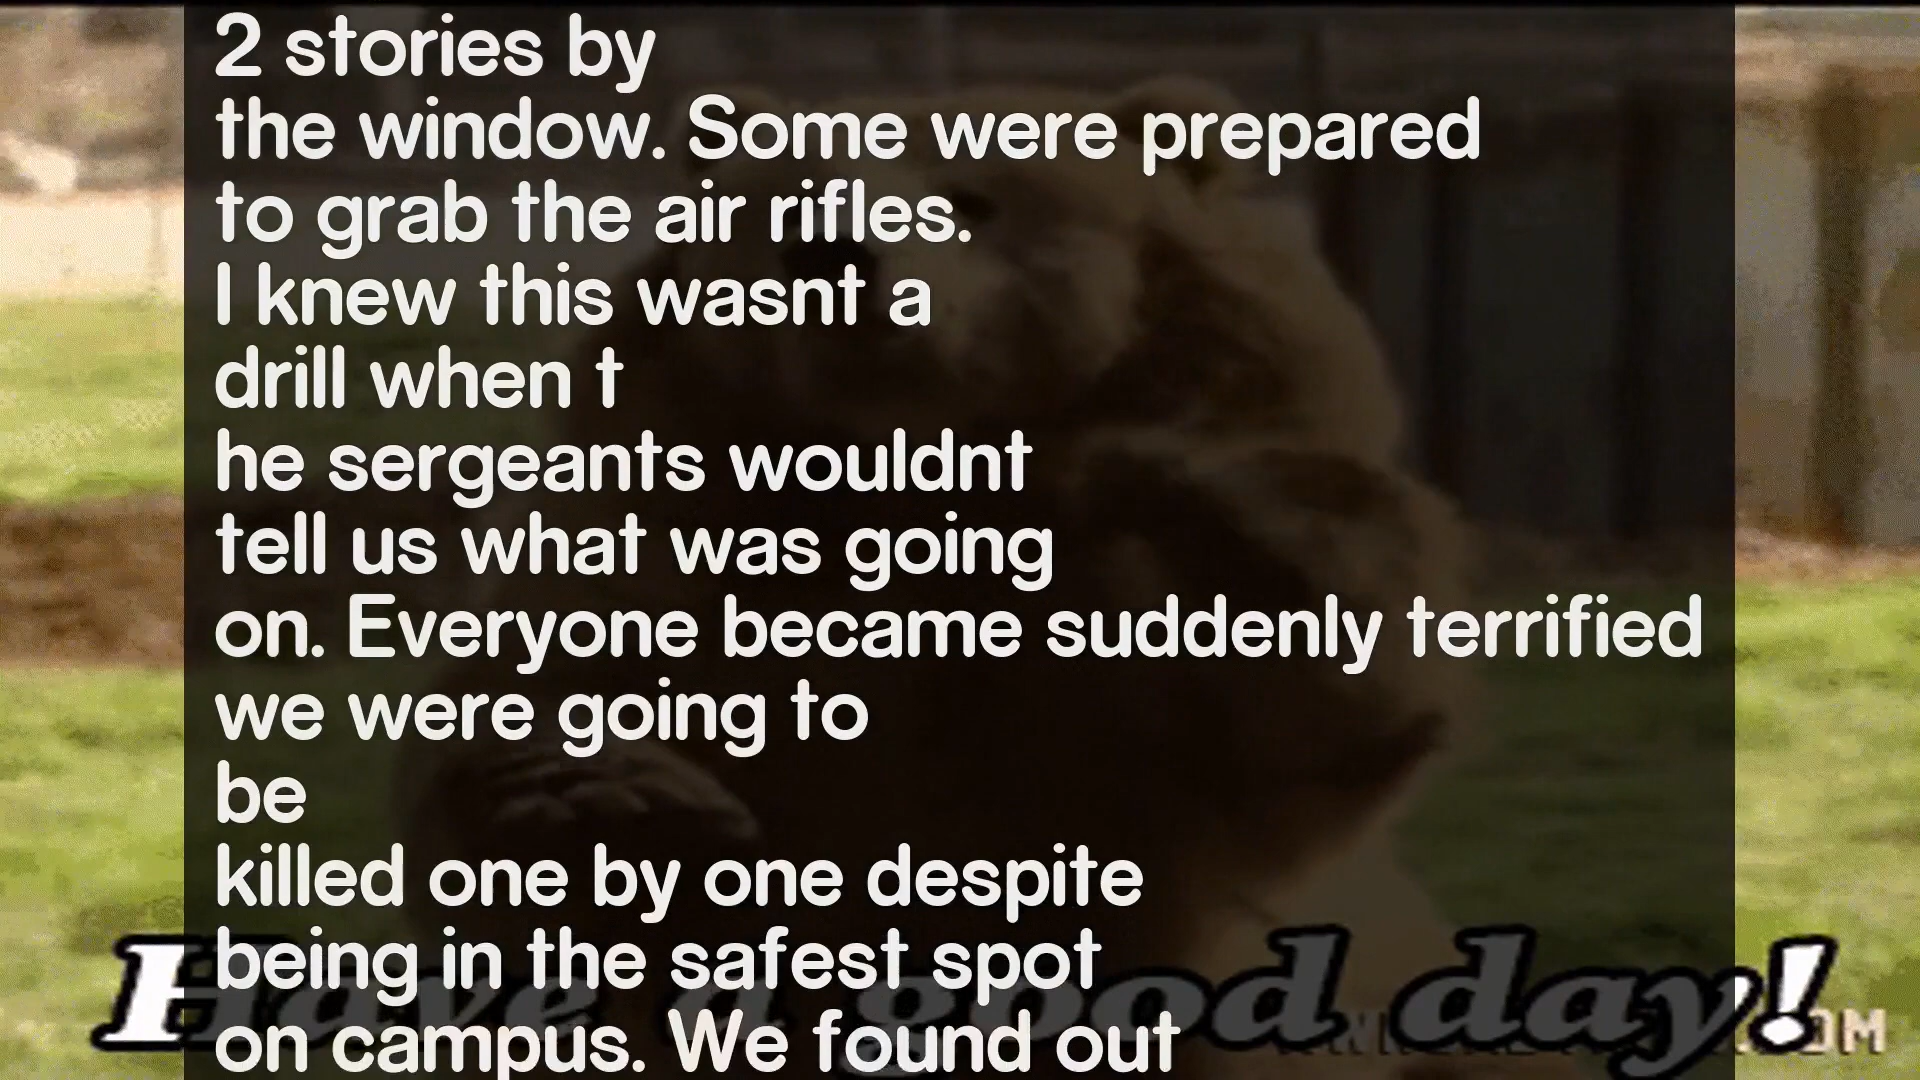 2 stories by
the window. Some were prepared
to grab the air rifles.
I knew this wasnt a
drill when t
he sergeants wouldnt
tell us what was going
on. Everyone became suddenly terrified
we were going to
be
killed one by one despite
being in the safest spot
on campus. We found out
Have a good day!